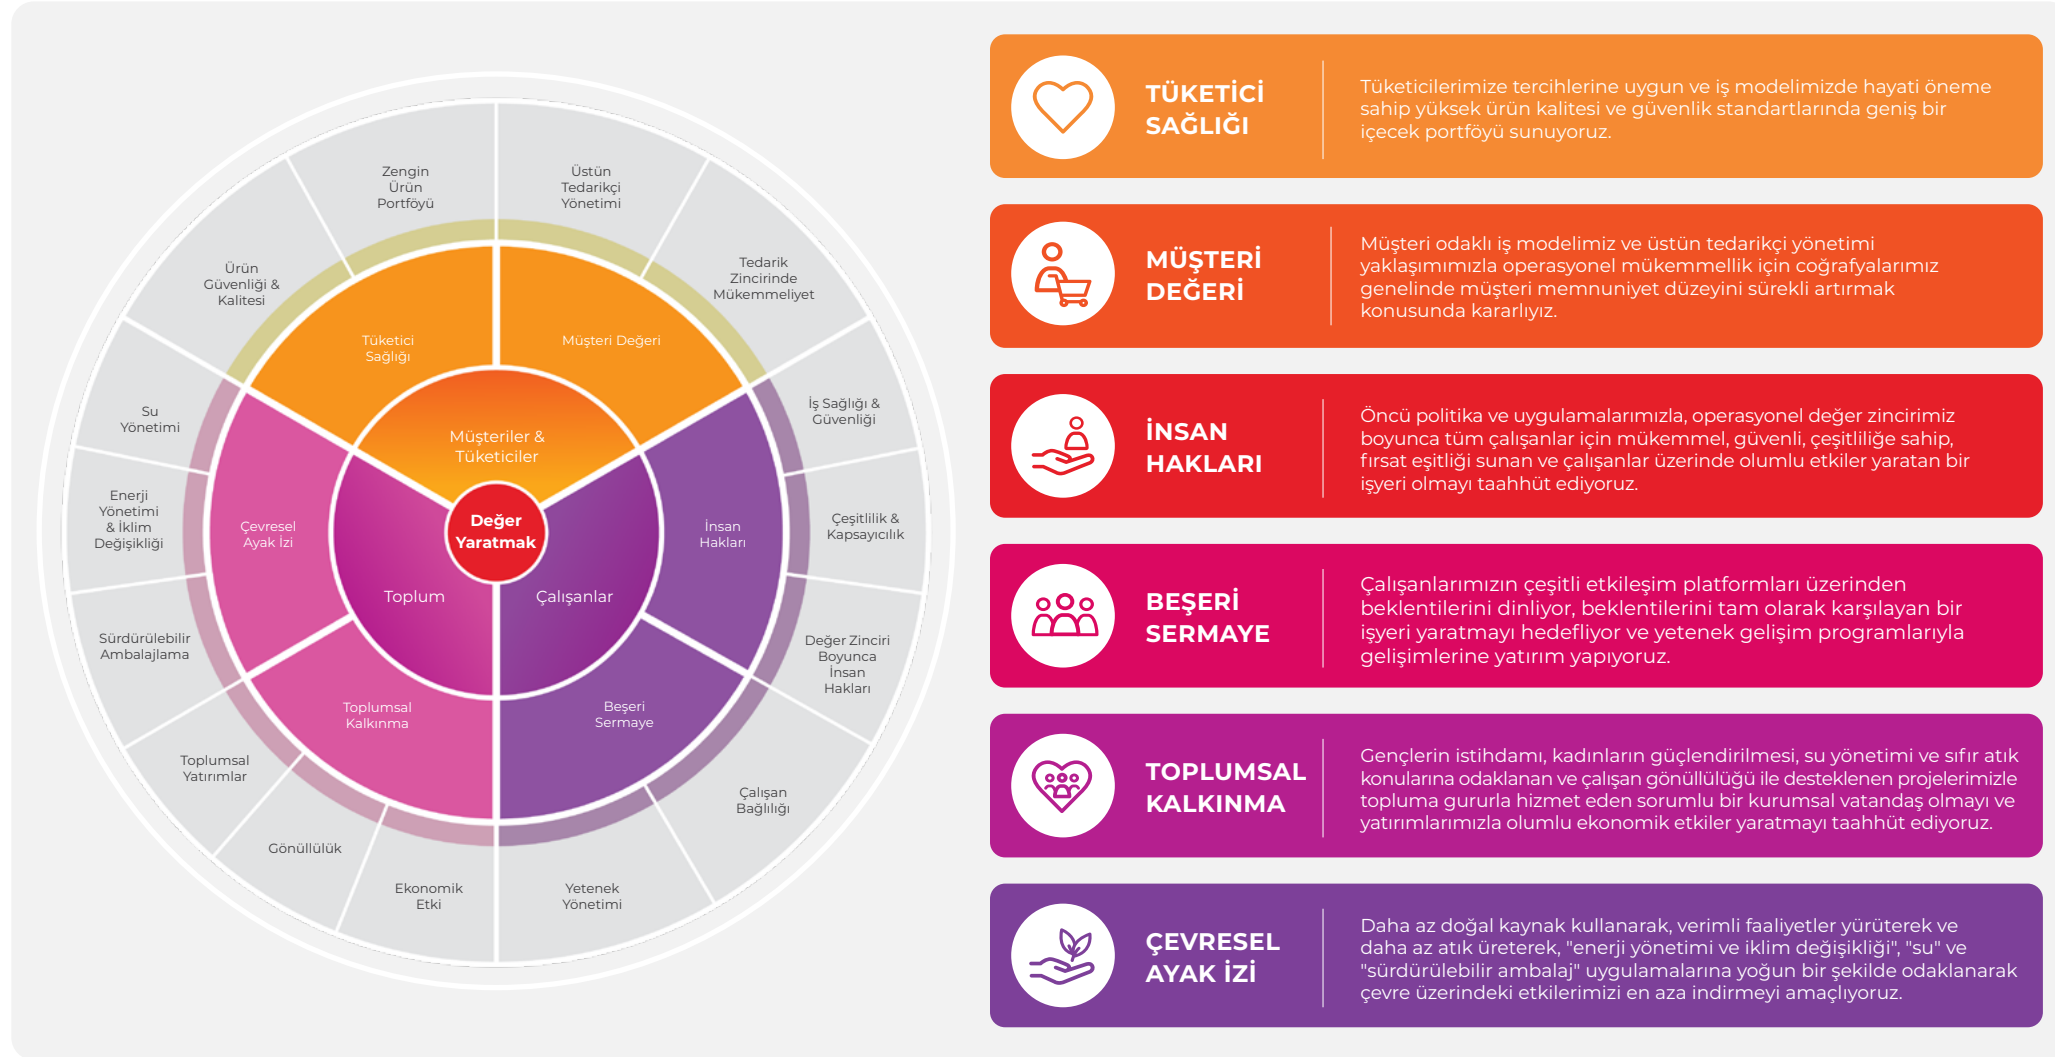 Zengin
Ürün
Portföyü
Üstün
Tedarikçi
Yönetimi
Tedarik
Zincirinde
Mükemmeliyet
İş Sağlığı &
Güvenliği
Çeşitlilik &
Kapsayıcılık
Değer Zinciri
Boyunca
İnsan
Hakları
Çalışan
Bağlılığı
Yetenek
Yönetimi
Ekonomik
Etki
Gönüllülük
Toplumsal
Yatırımlar
Sürdürülebilir
Ambalajlama
Enerji
Yönetimi
& İklim
Değişikliği
Su
Yönetimi
Ürün
Güvenliği &
Kalitesi
Tüketici
Sağlığı
Müşteri Değeri
İnsan
Hakları
Beşeri
Sermaye
Toplumsal
Kalkınma
Çevresel
Ayak İzi
Müşteriler &
Tüketiciler
Çalışanlar
Toplum
Değer
Yaratmak
TÜKETİCİ
SAĞLIĞI
Tüketicilerimize tercihlerine uygun ve iş modelimizde hayati öneme
sahip yüksek ürün kalitesi ve güvenlik standartlarında geniş bir
içecek portföyü sunuyoruz.
MÜŞTERİ
DEĞERİ
Müşteri odaklı iş modelimiz ve üstün tedarikçi yönetimi
yaklaşımımızla operasyonel mükemmellik için coğrafyalarımız
genelinde müşteri memnuniyet düzeyini sürekli artırmak
konusunda kararlıyız.
İNSAN
HAKLARI
Öncü politika ve uygulamalarımızla, operasyonel değer zincirimiz
boyunca tüm çalışanlar için mükemmel, güvenli, çeşitliliğe sahip,
fırsat eşitliği sunan ve çalışanlar üzerinde olumlu etkiler yaratan bir
işyeri olmayı taahhüt ediyoruz.
BEŞERİ
SERMAYE
Çalışanlarımızın çeşitli etkileşim platformları üzerinden
beklentilerini dinliyor, beklentilerini tam olarak karşılayan bir
işyeri yaratmayı hedefliyor ve yetenek gelişim programlarıyla
gelişimlerine yatırım yapıyoruz.
TOPLUMSAL
KALKINMA
Gençlerin istihdamı, kadınların güçlendirilmesi, su yönetimi ve sıfır atık
konularına odaklanan ve çalışan gönüllülüğü ile desteklenen projelerimizle
topluma gururla hizmet eden sorumlu bir kurumsal vatandaş olmayı ve
yatırımlarımızla olumlu ekonomik etkiler yaratmayı taahhüt ediyoruz.
ÇEVRESEL
AYAK İZİ
Daha az doğal kaynak kullanarak, verimli faaliyetler yürüterek ve
daha az atık üreterek, "enerji yönetimi ve iklim değişikliği", "su" ve
"sürdürülebilir ambalaj" uygulamalarına yoğun bir şekilde odaklanarak
çevre üzerindeki etkilerimizi en aza indirmeyi amaçlıyoruz.